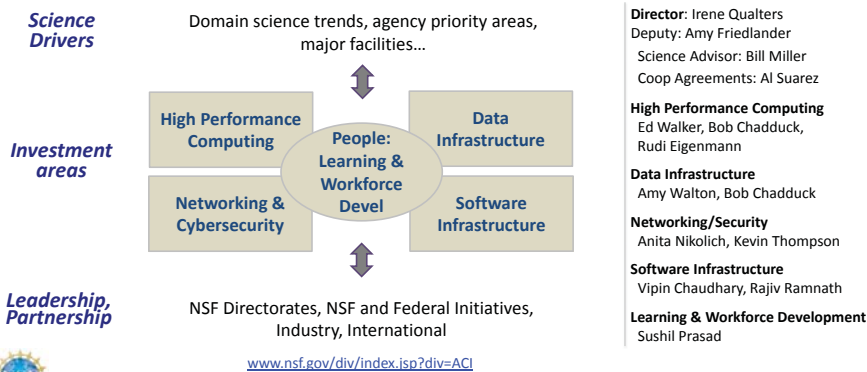 Science
Drivers
Domain science trends, agency priority areas,
major facilities…
High Performance
Computing
Data
Infrastructure
Investment
areas
People:
Learning &
Workforce
Devel
Networking &
Cybersecurity
Software
Infrastructure
Leadership,
Partnership
NSF Directorates, NSF and Federal Initiatives,
Industry, International
www.nsf.gov/div/index.jsp?div=ACI
Director: Irene Qualters
Deputy: Amy Friedlander
Science Advisor: Bill Miller
Coop Agreements: Al Suarez
High Performance Computing
Ed Walker, Bob Chadduck,
Rudi Eigenmann
Data Infrastructure
Amy Walton, Bob Chadduck
Networking/Security
Anita Nikolich, Kevin Thompson
Software Infrastructure
Vipin Chaudhary, Rajiv Ramnath
Learning & Workforce Development
Sushil Prasad